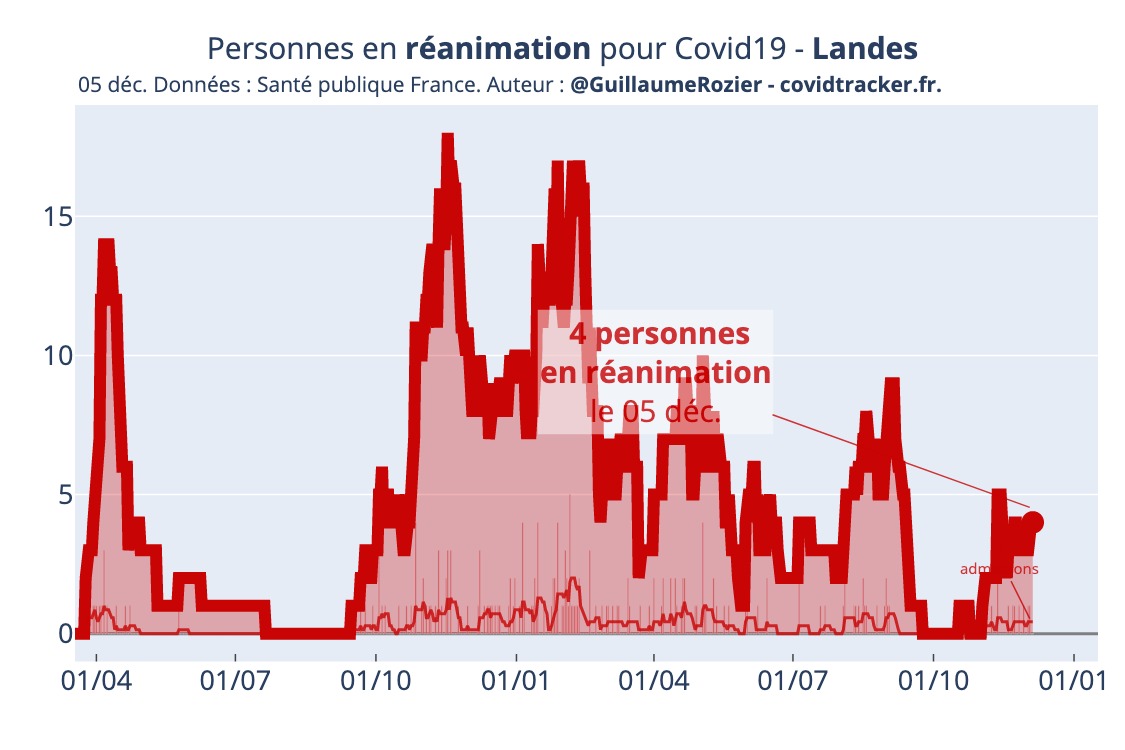 Personnes en réanimation pour Covid19 - Landes
05 déc. Données : Santé publique France. Auteur : @GuillaumeRozier - covidtracker.fr.
15
10
5
0
4 personnes
en réanimation
le 05 déc.
01/04
01/07
01/10
01/01
01/04
01/07
01/10
01/01